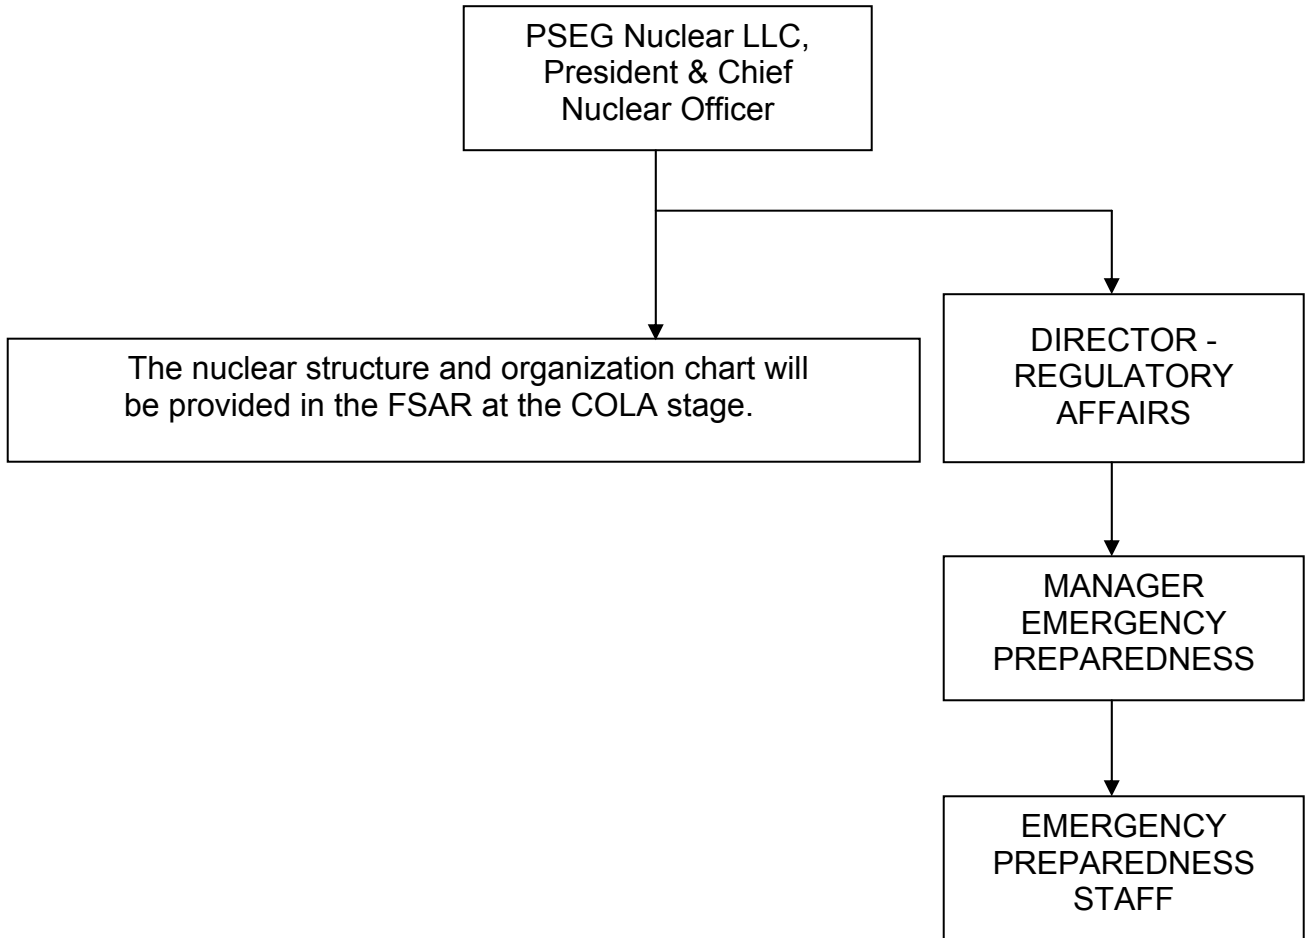 PSEG Nuclear LLC,
President & Chief
Nuclear Officer
The nuclear structure and organization chart will
be provided in the FSAR at the COLA stage.
DIRECTOR -
REGULATORY
AFFAIRS
MANAGER
EMERGENCY
PREPAREDNESS
EMERGENCY
PREPAREDNESS
STAFF